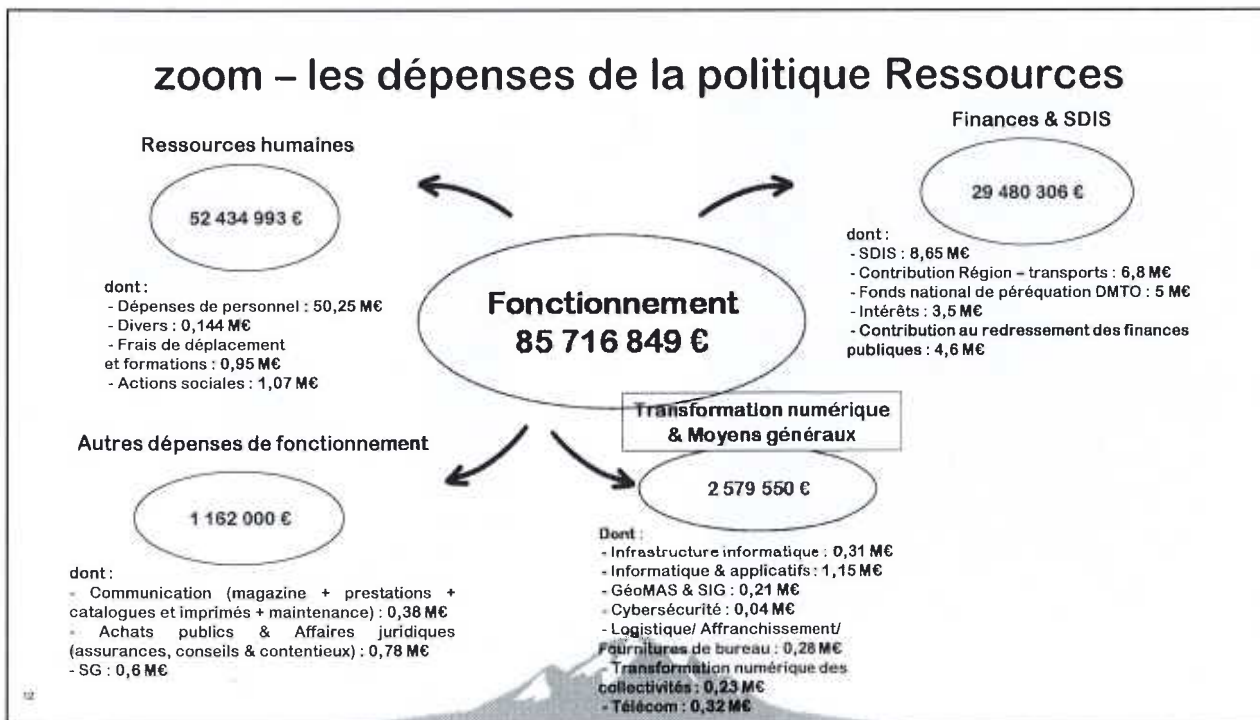 zoom – les dépenses de la politique Ressources
Ressources humaines
52 434 993 €
dont :
- Dépenses de personnel : 50,25 M€
- Divers : 0,144 M€
- Frais de déplacement
et formations : 0,95 M€
- Actions sociales : 1,07 M€
Finances & SDIS
29 480 306 €
dont :
- SDIS : 8,65 M€
- Contribution Région – transports : 6,8 M€
- Fonds national de péréquation DMTO : 5 M€
- Intérêts : 3,5 M€
- Contribution au redressement des finances
publiques : 4,6 M€
Fonctionnement
85 716 849 €
Autres dépenses de fonctionnement
1 162 000 €
dont :
- Communication (magazine + prestations +
catalogues et imprimés + maintenance) : 0,38 M€
- Achats publics & Affaires juridiques
(assurances, conseils & contentieux) : 0,78 M€
- SG : 0,6 M€
Transformation numérique
& Moyens généraux
2 579 550 €
Dont :
- Infrastructure informatique : 0,31 M€
- Informatique & applicatifs : 1,15 M€
- GéoMAS & SIG : 0,21 M€
- Cybersécurité : 0,04 M€
- Logistique/ Affranchissement/
Fournitures de bureau : 0,28 M€
- Transformation numérique des
collectivités : 0,23 M€
- Télécom : 0,32 M€
12